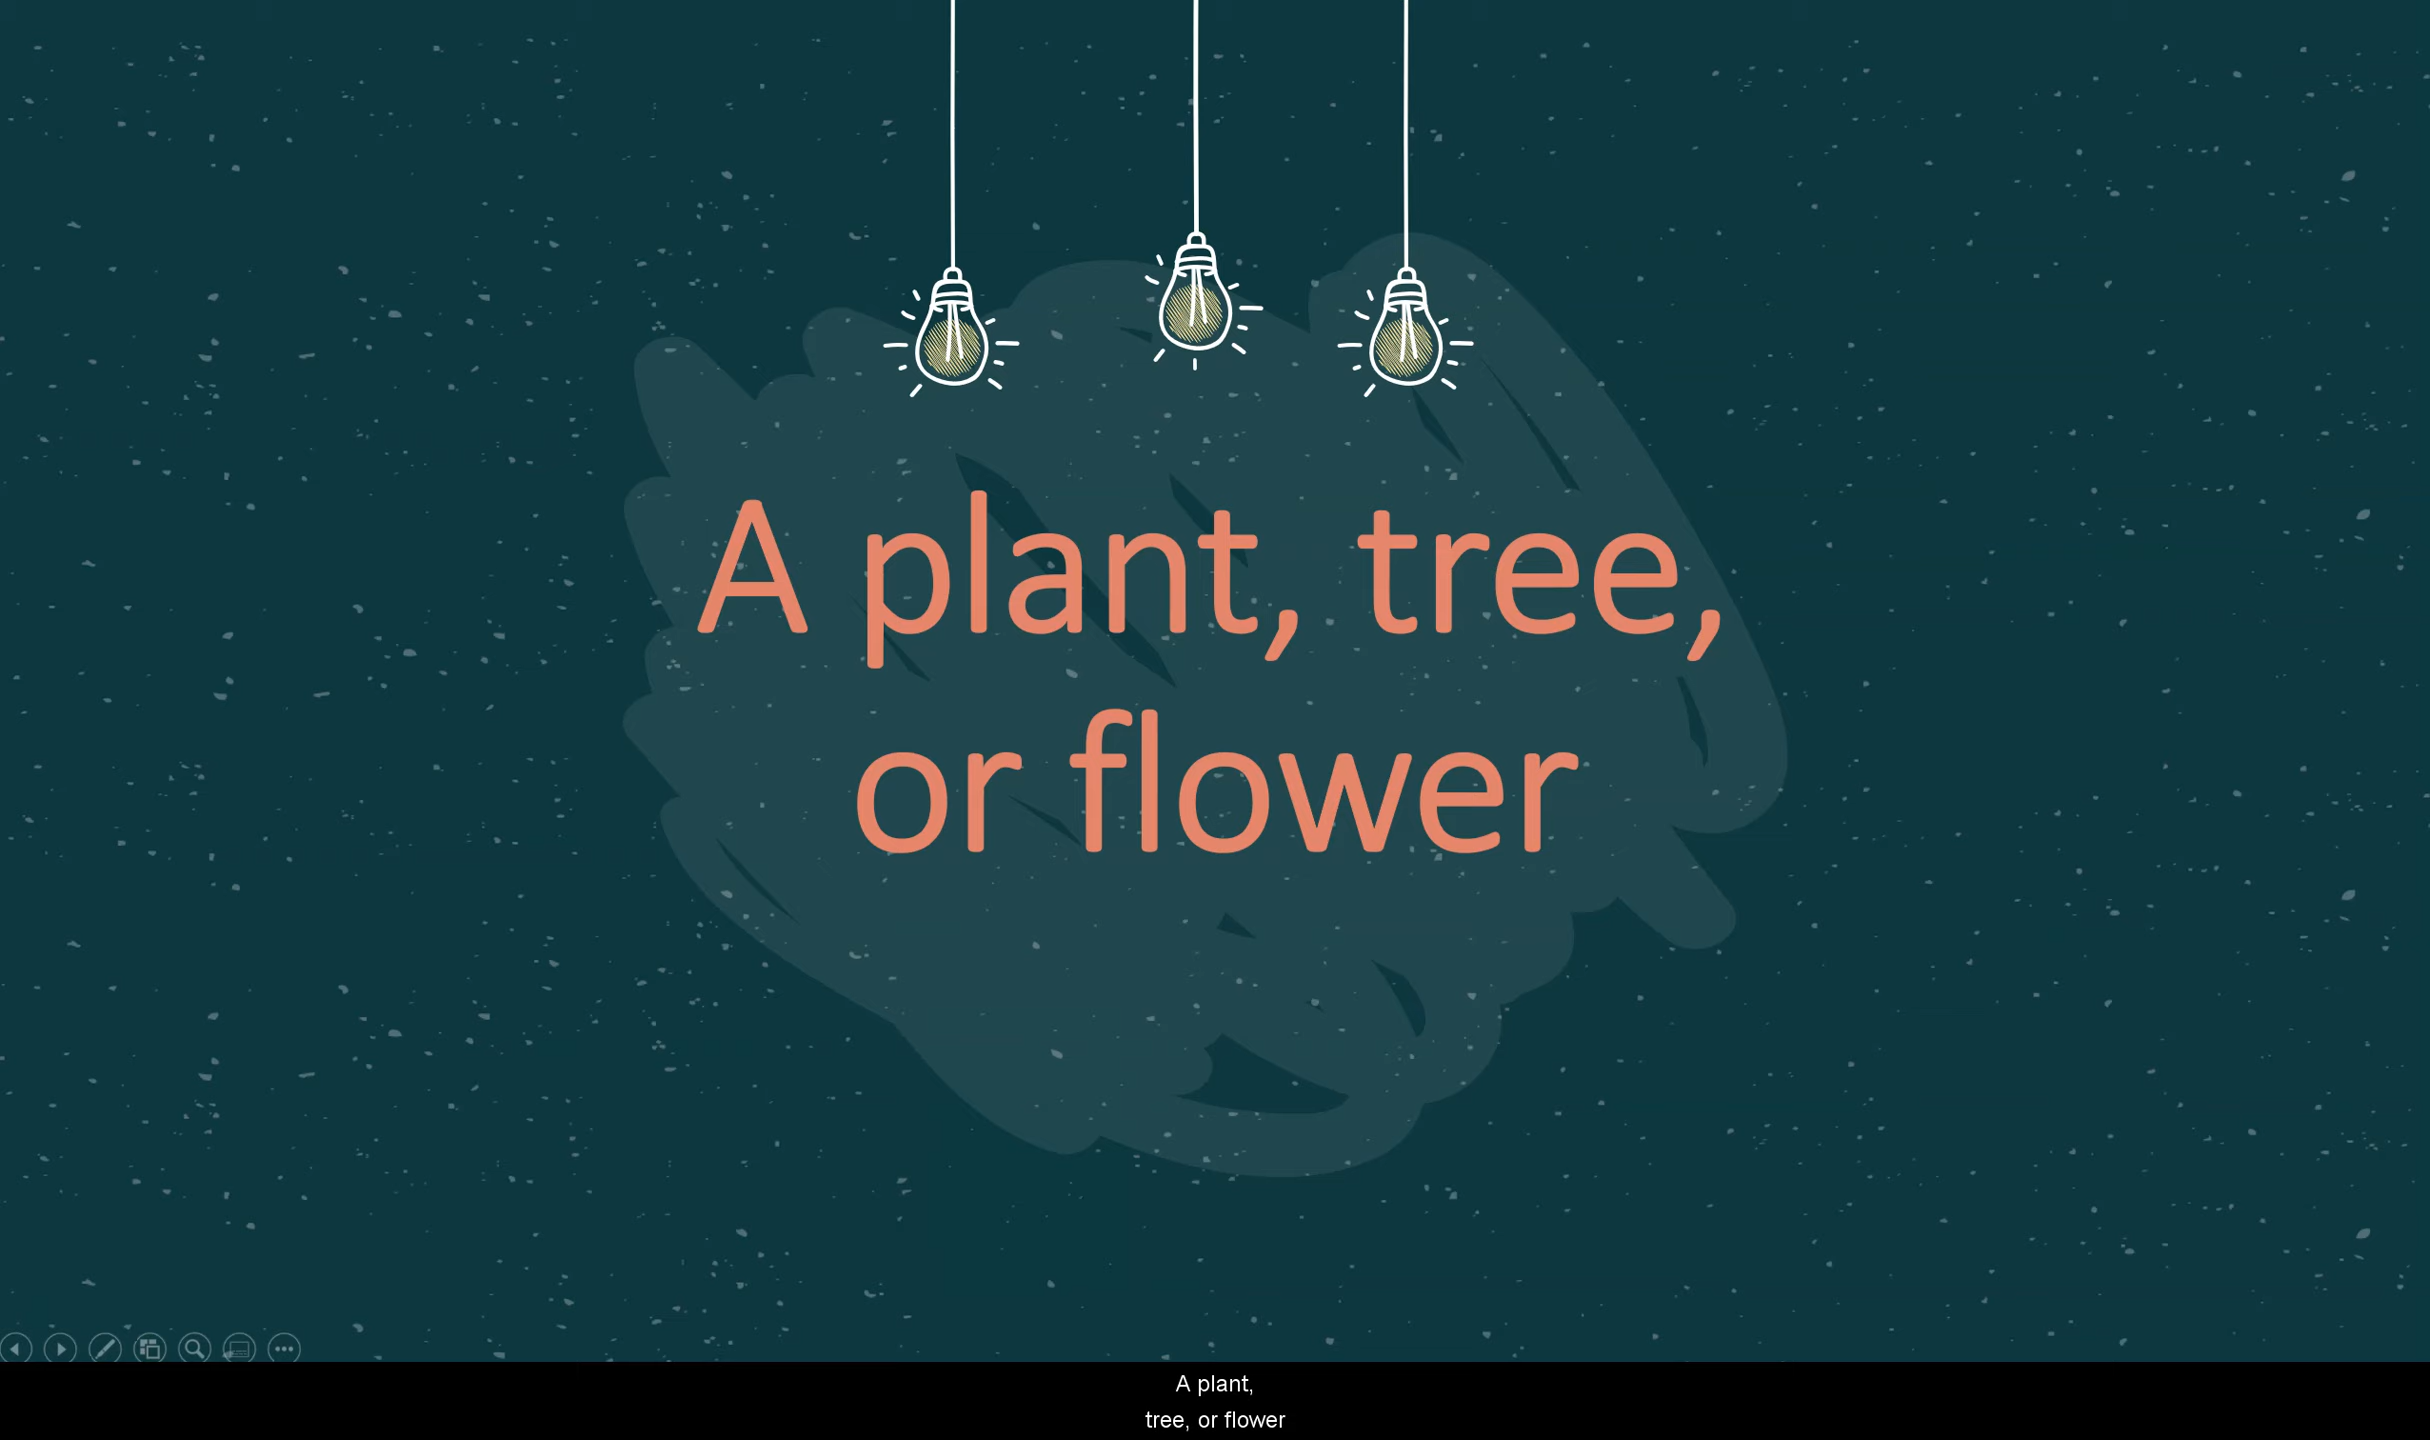 A plant, tree,
or flower
A plant,
tree, or flower